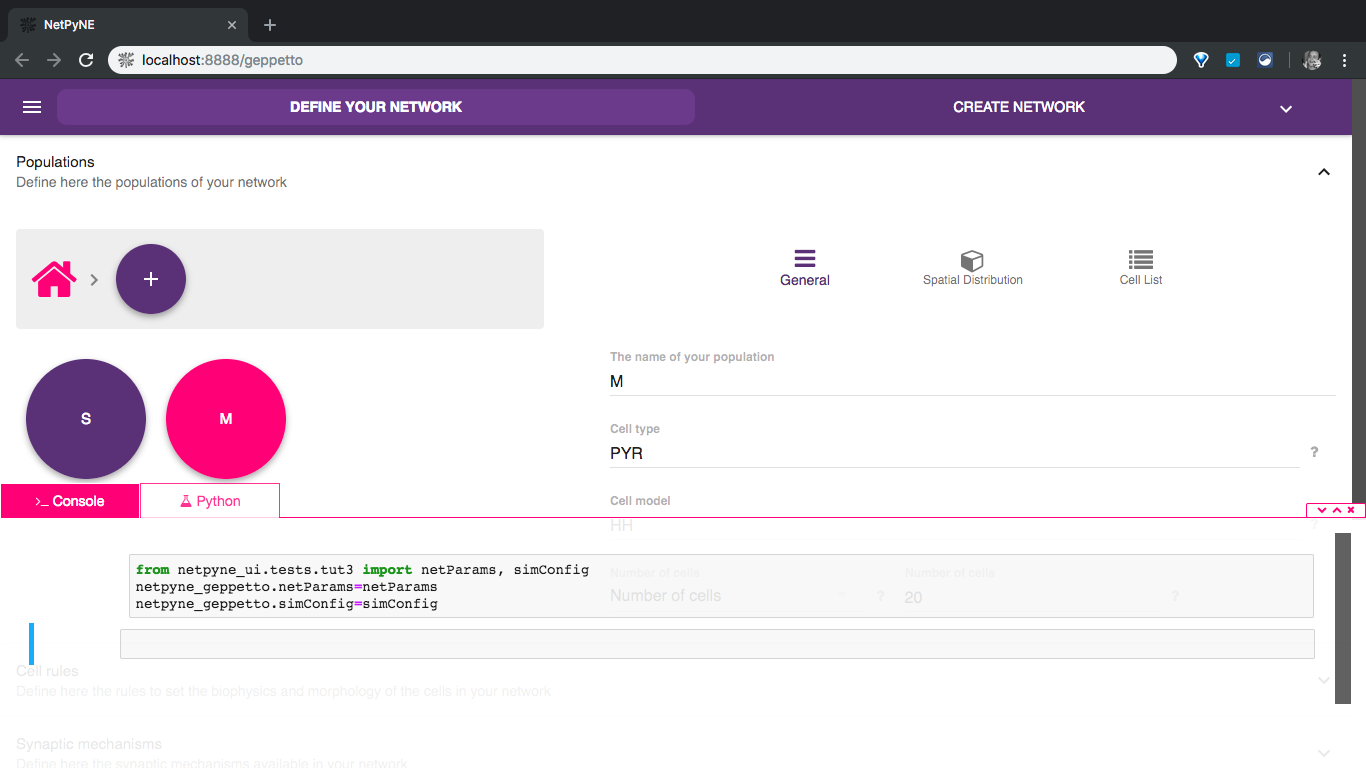 NetPyNE
localhost:8888/geppetto
DEFINE YOUR NETWORK
CREATE NETWORK
Populations
Define here the populations of your network
General
Spatial Distribution
Cell List
The name of your population
M
S
M
Cell type
PYR
?
Console
Python
Cell model
HH
from netpyne_ui.tests.tut3 import netParams, simConfig
netpyne_geppetto.netParams=netParams
netpyne_geppetto.simConfig=simConfig
Number of cells
Number of cells
Number of cells
?
20
?
Cell rules
Define here the rules to set the biophysics and morphology of the cells in your network
Synaptic mechanisms
Define here the synaptic mechanisms available in your network